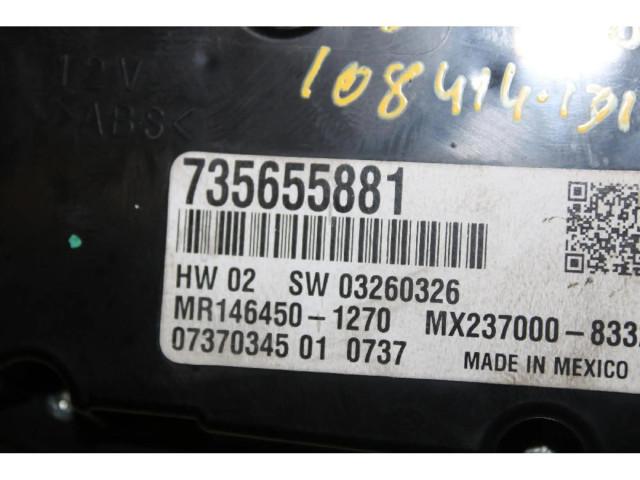 12V
>ABS<
108414-131
735655881
HW 02 SW 03260326
MR146450-1270 MX237000-833
07370345 01 0737
MADE IN MEXICO